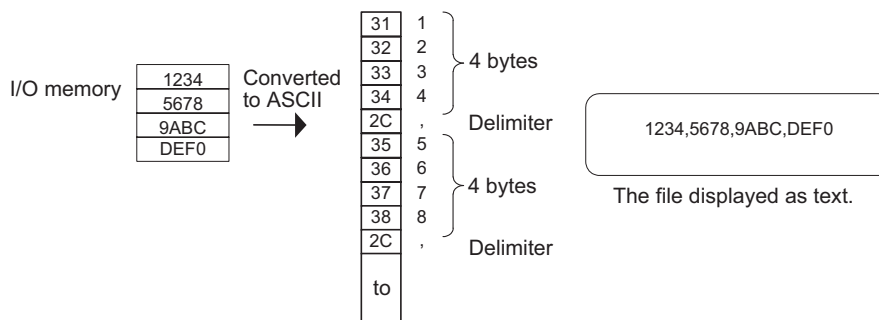 I/O memory
1234
5678
9ABC
DEF0
Converted
to ASCII
31 1
32 2
33 3
34 4
4 bytes
2C ,
Delimiter
35 5
36 6
37 7
38 8
4 bytes
2C ,
Delimiter
to
1234,5678,9ABC,DEF0
The file displayed as text.